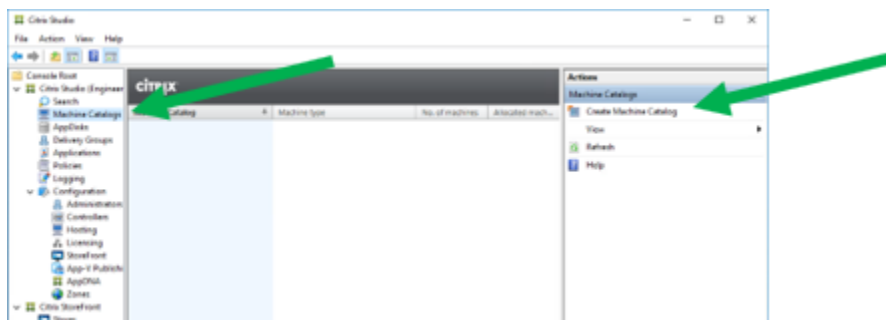 Citrix Studio
File Action View Help
Console Root
Citrix Studio (Engineer
Search
Machine Catalogs
AppDisks
Delivery Groups
Applications
Policies
Logging
Configuration
Administrators
Controllers
Hosting
Licensing
StoreFront
App-V Publishi
AppDNA
Zones
Citrix StoreFront
Stores
CITRIX
Catalog
Machine type
No. of machines
Allocated mach...
Actions
Machine Catalogs
Create Machine Catalog
View
Refresh
Help